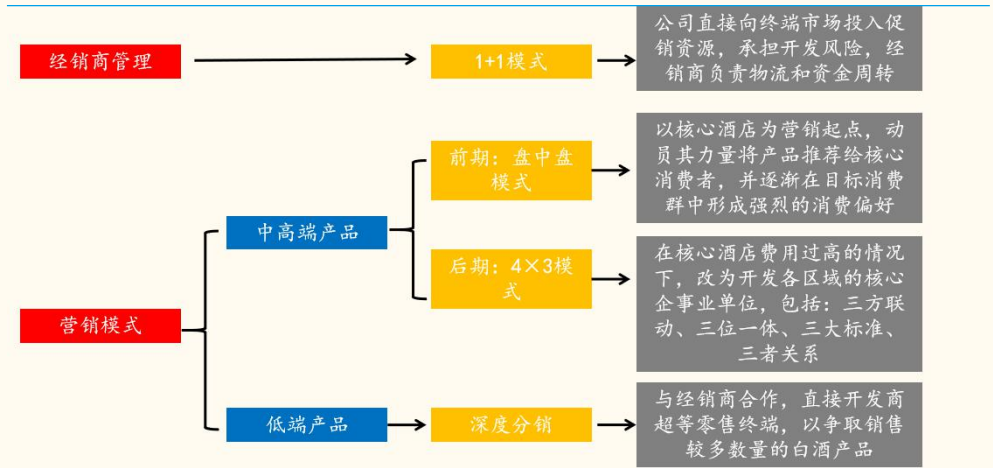 经销商管理
1+1模式
公司直接向终端市场投入促
销资源，承担开发风险，经
销商负责物流和资金周转
营销模式
中高端产品
前期：盘中盘
模式
以核心酒店为营销起点，动
员其力量将产品推荐给核心
消费者，并逐渐在目标消费
群中形成强烈的消费偏好
后期：4×3模
式
在核心酒店费用过高的情况
下，改为开发各区域的核心
企事业单位，包括：三方联
动、三位一体、三大标准、
三者关系
低端产品
深度分销
与经销商合作，直接开发商
超等零售终端，以争取销售
较多数量的白酒产品